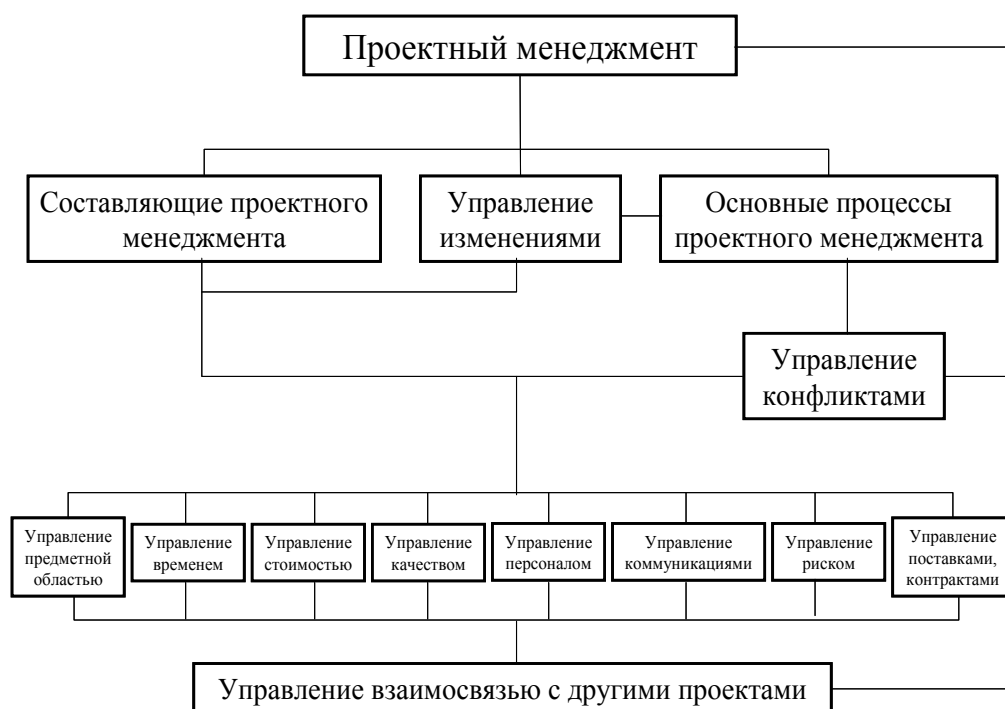 Проектный менеджмент
Составляющие проектного
менеджмента
Управление
изменениями
Основные процессы
проектного менеджмента
Управление
конфликтами
Управление
предметной
областью
Управление
временем
Управление
стоимостью
Управление
качеством
Управление
персоналом
Управление
коммуникациями
Управление
риском
Управление
поставками,
контрактами
Управление взаимосвязью с другими проектами